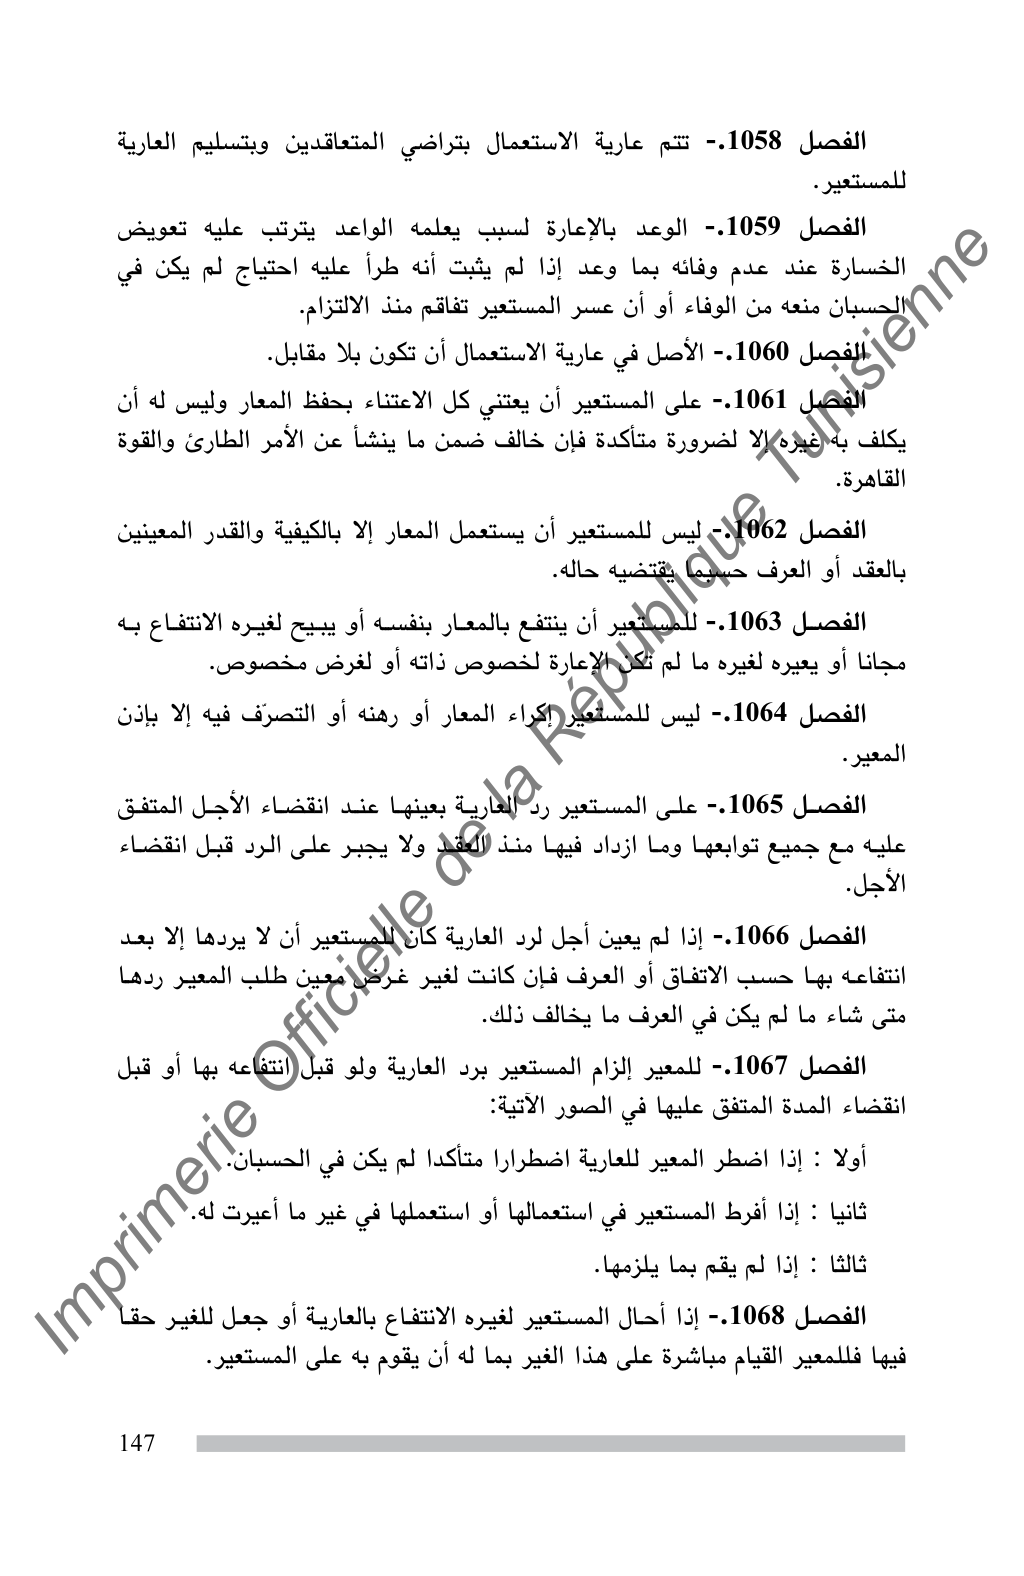 الفصل 1058.- تتم عارية الاستعمال بتراضي المتعاقدين وبتسليم العارية
للمستعير.
الفصل 1059.- الوعد بالإعارة لسبب يعلمه الواعد يترتب عليه تعويض
الخسارة عند عدم وفائه بما وعد إذا لم يثبت أنه طرأ عليه احتياج لم يكن في
الحسبان منعه من الوفاء أو أن عسر المستعير تفاقم منذ الالتزام.
الفصل 1060.- الأصل في عارية الاستعمال أن تكون بلا مقابل.
الفصل 1061.- على المستعير أن يعتني كل الاعتناء بحفظ المعار وليس له أن
يكلف به غيره إلا لضرورة متأكدة فإن خالف ضمن ما ينشأ عن الأمر الطارئ والقوة
القاهرة.
الفصل 1062.- ليس للمستعير أن يستعمل المعار إلا بالكيفية والقدر المعينين
بالعقد أو العرف حسبما يقتضيه حاله.
الفصل 1063.- للمستعير أن ينتفع بالمعار بنفسه أو يبيح لغيره الانتفاع به
مجانا أو يعيره لغيره ما لم تكن الإعارة لخصوص ذاته أو لغرض مخصوص.
الفصل 1064.- ليس للمستعير إكراء المعار أو رهنه أو التصرّف فيه إلا بإذن
المعير.
الفصل 1065.- على المستعير رد العارية بعينها عند انقضاء الأجل المتفق
عليه مع جميع توابعها وما ازداد فيها منذ العقد ولا يجبر على الرد قبل انقضاء
الأجل.
الفصل 1066.- إذا لم يعين أجل لرد العارية كان للمستعير أن لا يردها إلا بعد
انتفاعه بها حسب الاتفاق أو العرف فإن كانت لغير غرض معين طلب المعير ردها
متى شاء ما لم يكن في العرف ما يخالف ذلك.
الفصل 1067.- للمعير إلزام المستعير برد العارية ولو قبل انتفاعه بها أو قبل
انقضاء المدة المتفق عليها في الصور الآتية:
أولا : إذا اضطر المعير للعارية اضطرارا متأكدا لم يكن في الحسبان.
ثانيا : إذا أفرط المستعير في استعمالها أو استعملها في غير ما أعيرت له.
ثالثا : إذا لم يقم بما يلزمها.
الفصل 1068.- إذا أحال المستعير لغيره الانتفاع بالعارية أو جعل للغير حقا
فيها فللمعير القيام مباشرة على هذا الغير بما له أن يقوم به على المستعير.
147
Imprimerie Officielle de la République Tunisienne